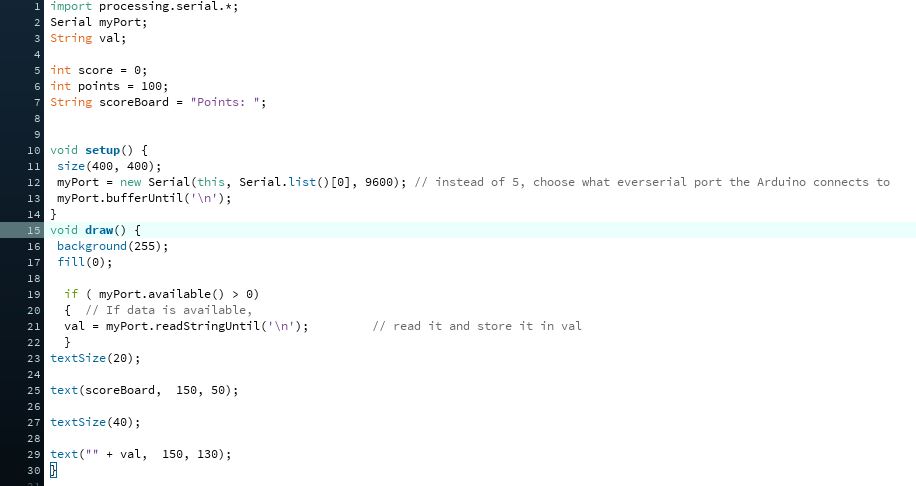 1 import processing.serial.*;
2 Serial myPort;
3 String val;
4
5 int score = 0;
6 int points = 100;
7 String scoreBoard = "Points: ";
8
9
10 void setup() {
11 size(400, 400);
12 myPort = new Serial(this, Serial.list()[0], 9600); // instead of 5, choose what everserial port the Arduino connects to
13 myPort.bufferUntil('\n');
14 }
15 void draw() {
16 background(255);
17 fill(0);
18
19 if ( myPort.available() > 0)
20 { // If data is available,
21 val = myPort.readStringUntil('\n'); // read it and store it in val
22 }
23 textSize(20);
24
25 text(scoreBoard, 150, 50);
26
27 textSize(40);
28
29 text("" + val, 150, 130);
30 }